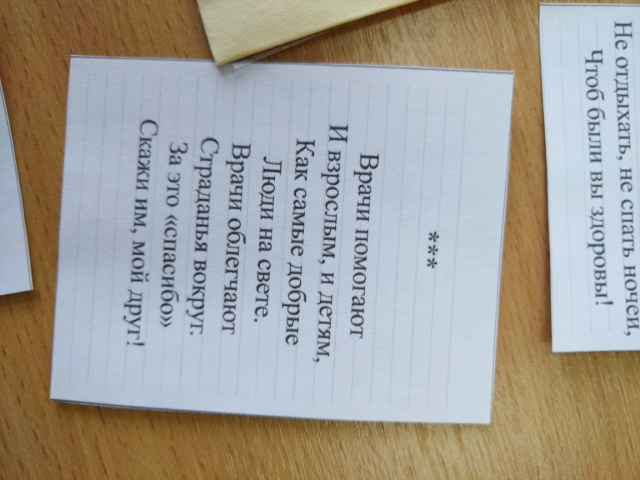 ***
Врачи помогают
И взрослым, и детям,
Как самые добрые
Люди на свете.
Врачи облегчают
Страданья вокруг.
За это «спасибо»
Скажи им, мой друг!
Не отдыхать, не спать ночей,
Чтоб были вы здоровы!